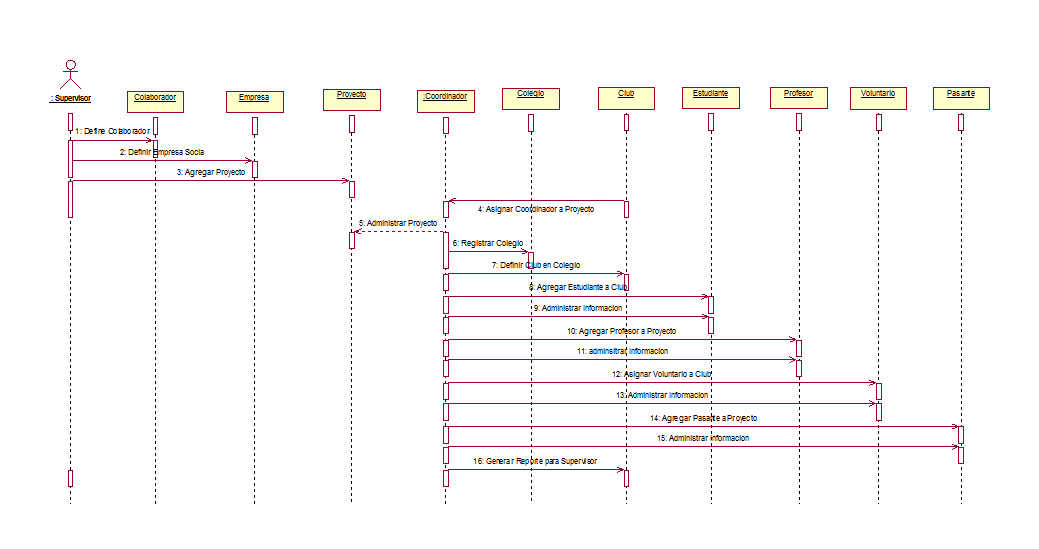 : Supervisor
Colaborador
Empresa
Proyecto
:Coordinador
Colegio
Club
Estudiante
Profesor
Voluntario
Pasante
1: Define Colaborador
2: Definir Empresa Socia
3: Agregar Proyecto
4: Asignar Coordinador a Proyecto
5: Administrar Proyecto
6: Registrar Colegio
7: Definir Club en Colegio
8: Agregar Estudiante a Club
9: Administrar informacion
10: Agregar Profesor a Proyecto
11: adminsitrar informacion
12: Asignar Voluntario a Club
13: Administrar informacion
14: Agregar Pasante a Proyecto
15: Administrar informacion
16: Generar Reporte para Supervisor